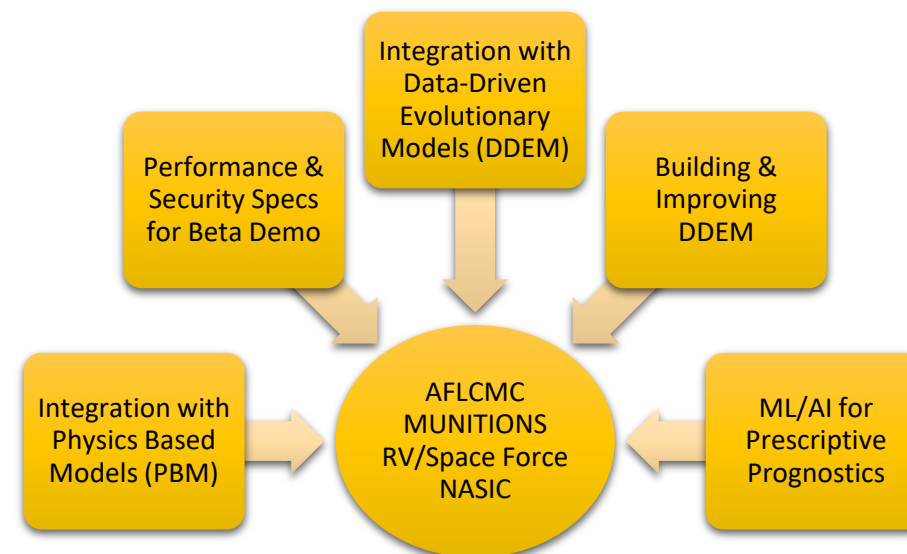 Integration with
Data-Driven
Evolutionary
Models (DDEM)
Performance &
Security Specs
for Beta Demo
Building &
Improving
DDEM
Integration with
Physics Based
Models (PBM)
AFLCMC
MUNITIONS
RV/Space Force
NASIC
ML/AI for
Prescriptive
Prognostics